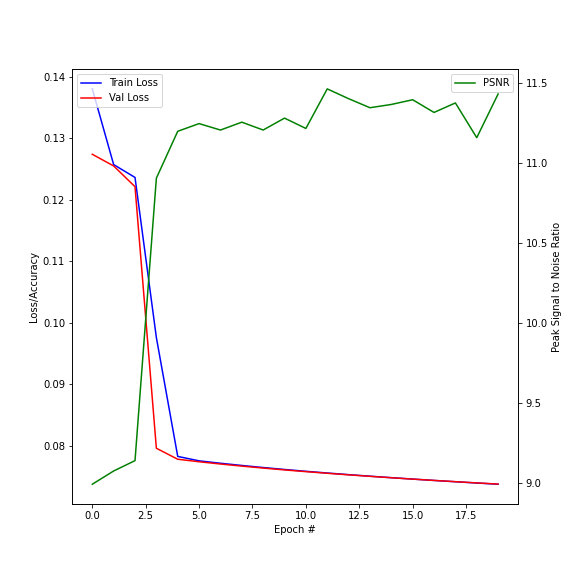 Train Loss
Val Loss
PSNR
0.14
0.13
0.12
0.11
0.10
0.09
0.08
Loss/Accuracy
11.5
11.0
10.5
10.0
9.5
9.0
Peak Signal to Noise Ratio
0.0 2.5 5.0 7.5 10.0 12.5 15.0 17.5
Epoch #